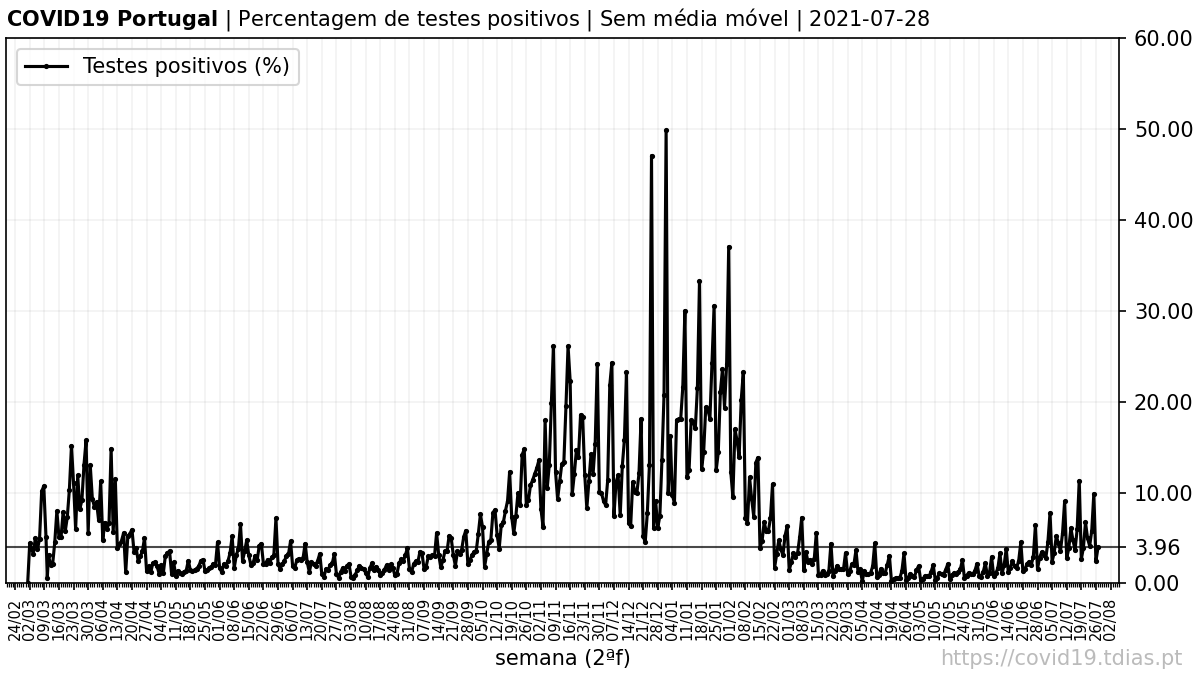 COVID19 Portugal | Percentagem de testes positivos | Sem média móvel | 2021-07-28
Testes positivos (%)
60.00
50.00
40.00
30.00
20.00
10.00
3.96
0.00
24/02 02/03 09/03 16/03 23/03 30/03 06/04 13/04 20/04 27/04 04/05 11/05 18/05 25/05 01/06 08/06 15/06 22/06 29/06 06/07 13/07 20/07 27/07 03/08 10/08 17/08 24/08 31/08 07/09 14/09 21/09 28/09 05/10 12/10 19/10 26/10 02/11 09/11 16/11 23/11 30/11 07/12 14/12 21/12 28/12 04/01 11/01 18/01 25/01 01/02 08/02 15/02 22/02 01/03 08/03 15/03 22/03 29/03 05/04 12/04 19/04 26/04 03/05 10/05 17/05 24/05 31/05 07/06 14/06 21/06 28/06 05/07 12/07 19/07 26/07 02/08
semana (2ªf)
https://covid19.tdias.pt